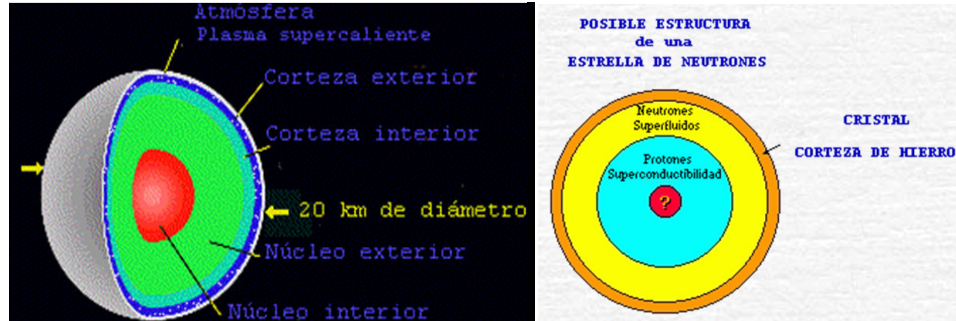 Atmósfera
Plasma supercaliente
Corteza exterior
Corteza interior
20 km de diámetro
Núcleo exterior
Núcleo interior
POSIBLE ESTRUCTURA
de una
ESTRELLA DE NEUTRONES
Neutrones
Superfluidos
Protones
Superconductibilidad
?
CRISTAL
CORTEZA DE HIERRO